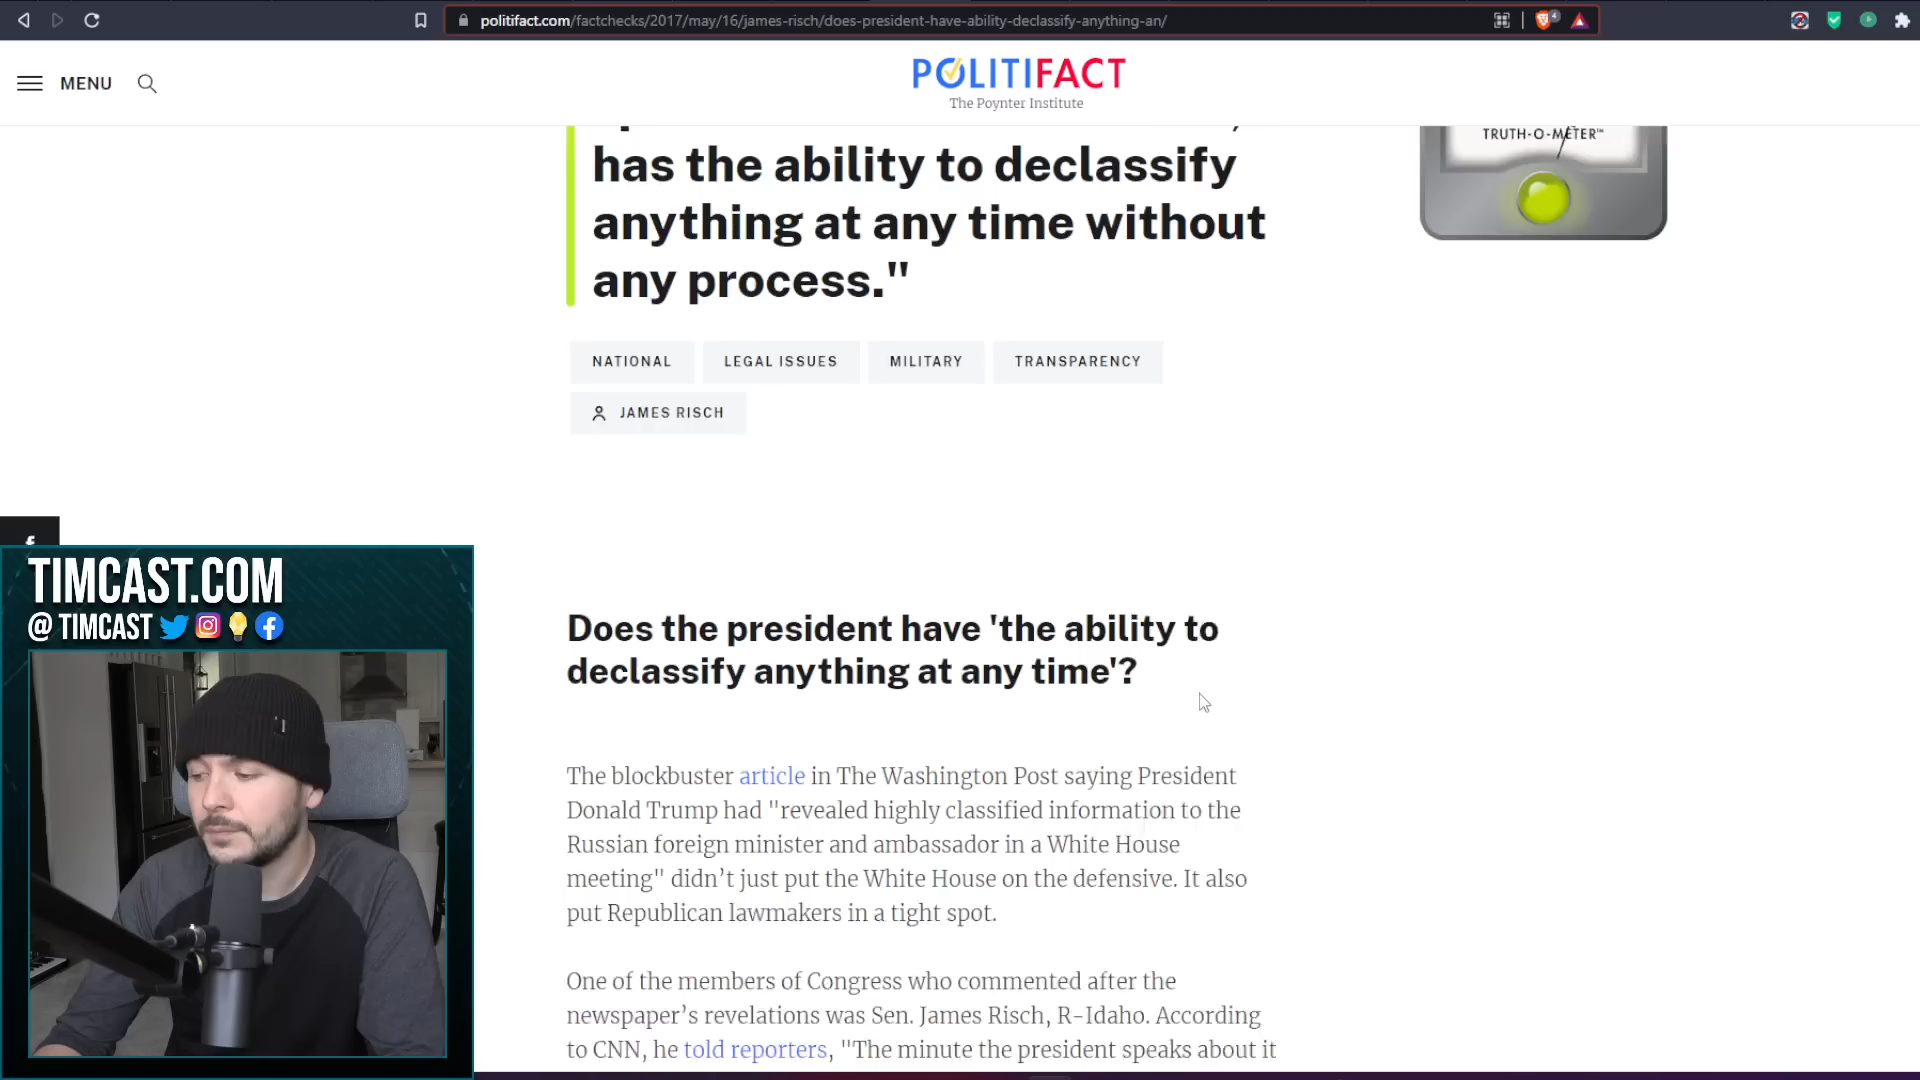 politifact.com/factchecks/2017/may/16/james-risch/does-president-have-ability-declassify-anything-an/
4
MENU
POLITIFACT
The Poynter Institute
TRUTH-O-METER™
has the ability to declassify
anything at any time without
any process."
NATIONAL
LEGAL ISSUES
MILITARY
TRANSPARENCY
JAMES RISCH
f
TIMCAST.COM
@ TIMCAST
Does the president have 'the ability to
declassify anything at any time'?
The blockbuster article in The Washington Post saying President
Donald Trump had "revealed highly classified information to the
Russian foreign minister and ambassador in a White House
meeting" didn’t just put the White House on the defensive. It also
put Republican lawmakers in a tight spot.
One of the members of Congress who commented after the
newspaper’s revelations was Sen. James Risch, R-Idaho. According
to CNN, he told reporters, "The minute the president speaks about it